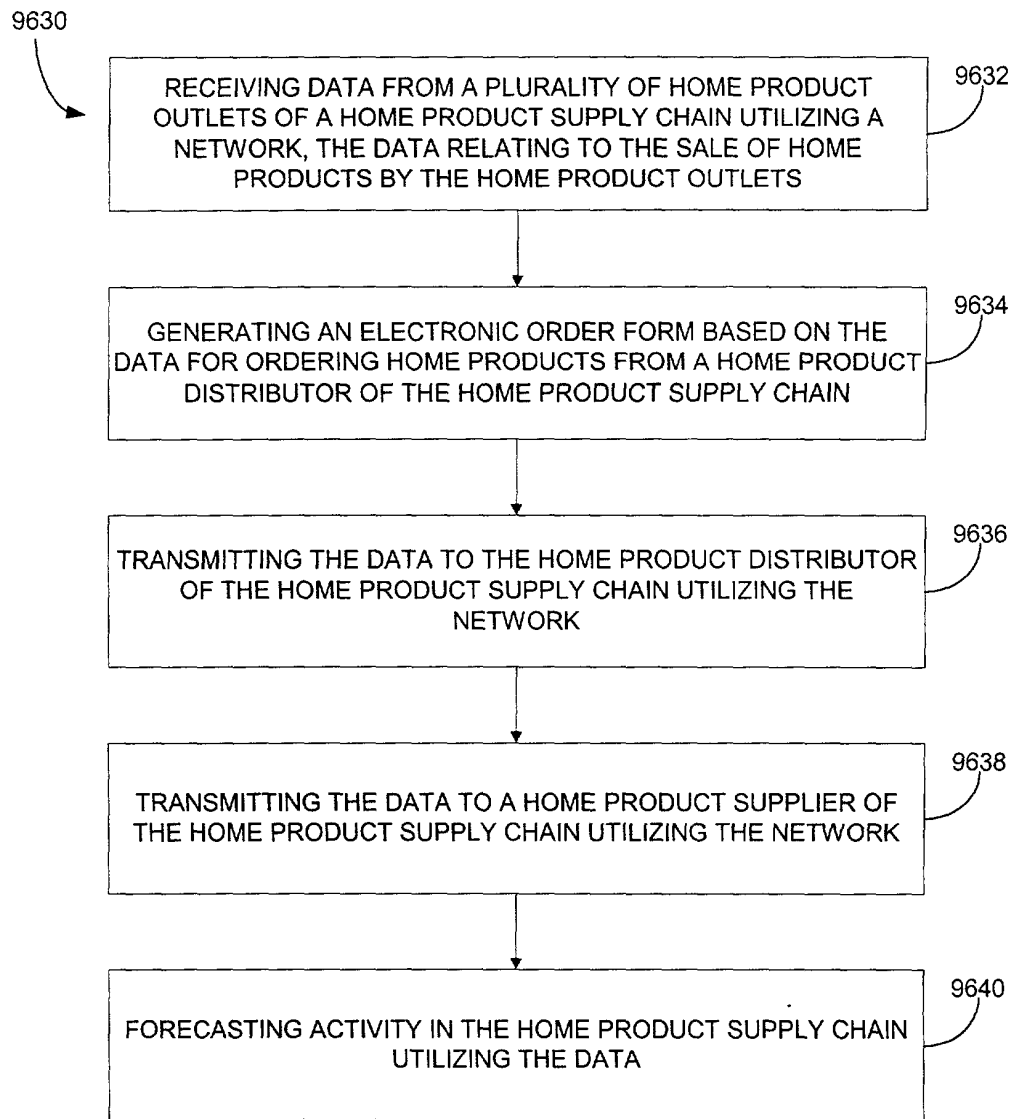 9630
RECEIVING DATA FROM A PLURALITY OF HOME PRODUCT
OUTLETS OF A HOME PRODUCT SUPPLY CHAIN UTILIZING A
NETWORK, THE DATA RELATING TO THE SALE OF HOME
PRODUCTS BY THE HOME PRODUCT OUTLETS
9632
GENERATING AN ELECTRONIC ORDER FORM BASED ON THE
DATA FOR ORDERING HOME PRODUCTS FROM A HOME PRODUCT
DISTRIBUTOR OF THE HOME PRODUCT SUPPLY CHAIN
9634
TRANSMITTING THE DATA TO THE HOME PRODUCT DISTRIBUTOR
OF THE HOME PRODUCT SUPPLY CHAIN UTILIZING THE
NETWORK
9636
TRANSMITTING THE DATA TO A HOME PRODUCT SUPPLIER OF
THE HOME PRODUCT SUPPLY CHAIN UTILIZING THE NETWORK
9638
FORECASTING ACTIVITY IN THE HOME PRODUCT SUPPLY CHAIN
UTILIZING THE DATA
9640